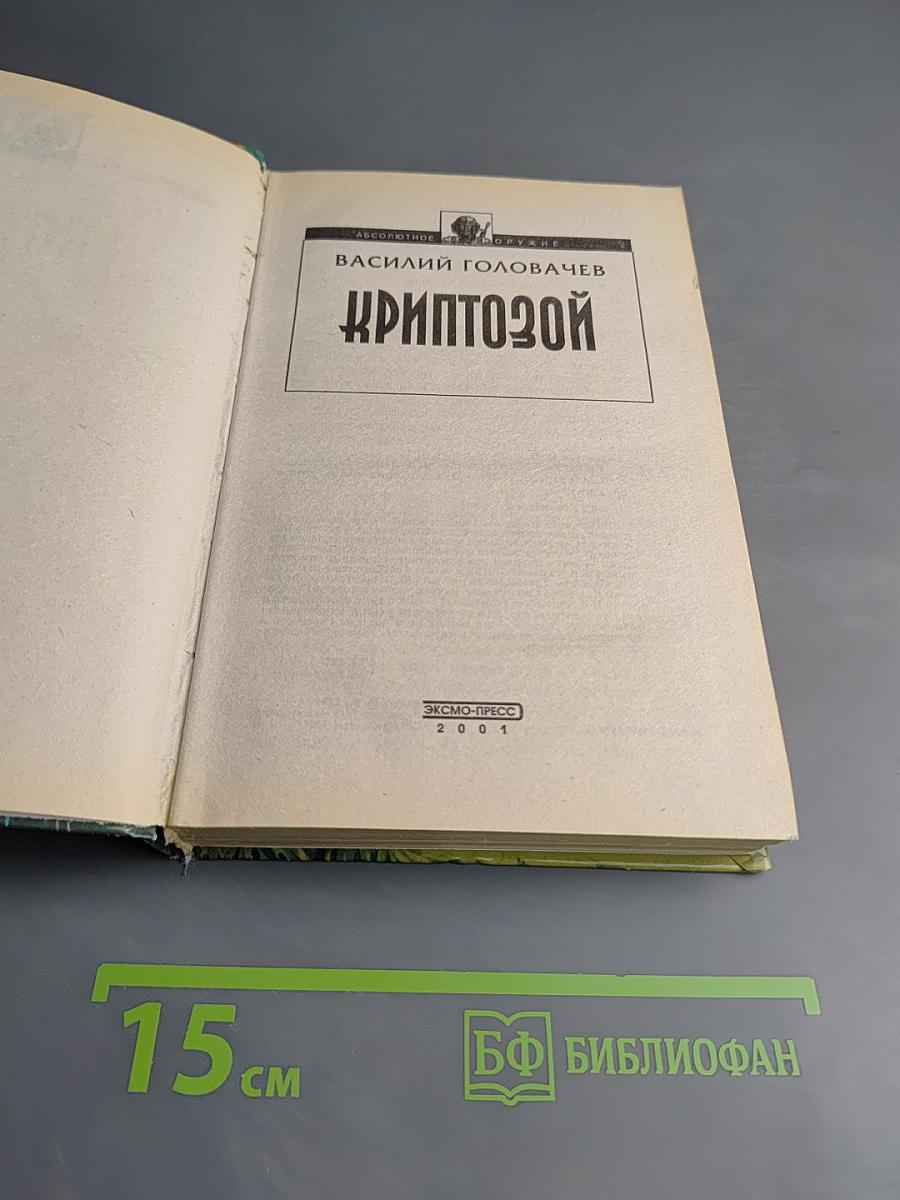 АБСОЛЮТНОЕ ОРУЖИЕ
ВАСИЛИЙ ГОЛОВАЧЕВ
КРИПТОЗОЙ
ЭКСМО-ПРЕСС
2001
15 см
БФ БИБЛИОФАН